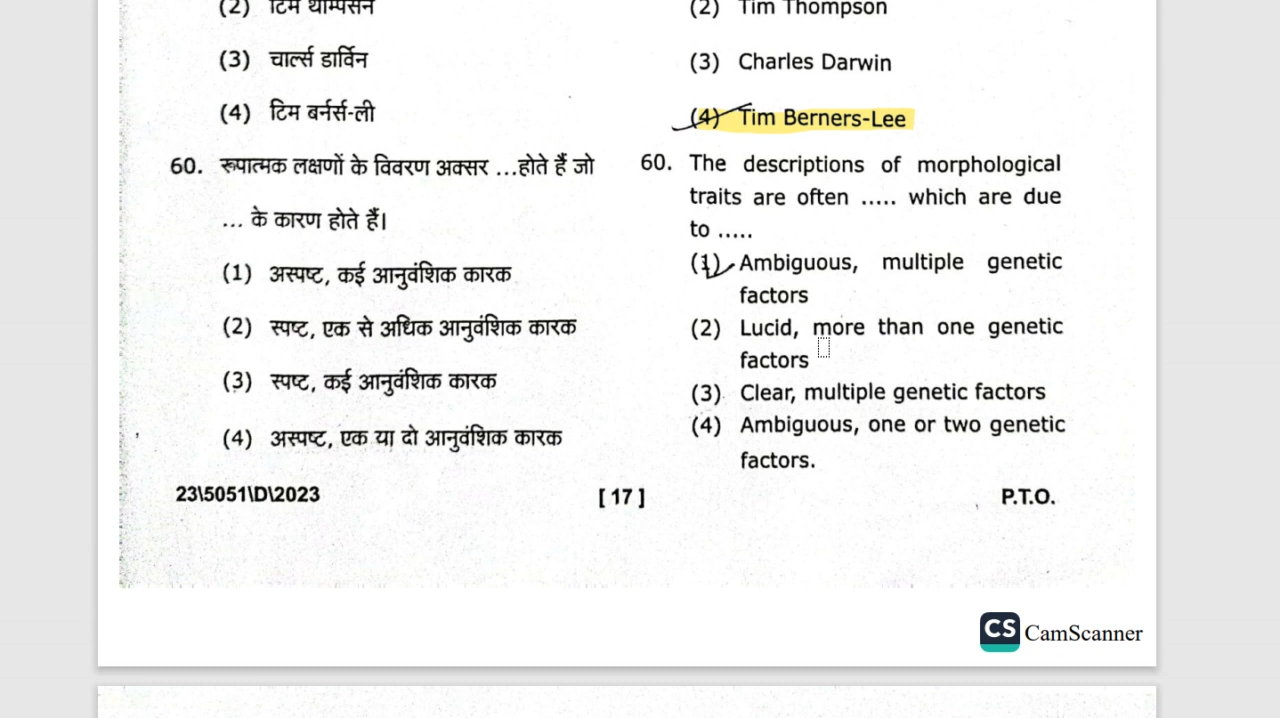 (2) टिम थॉम्पसन
(3) चार्ल्स डार्विन
(4) टिम बर्नर्स-ली
60. रूपात्मक लक्षणों के विवरण अक्सर ...होते हैं जो
... के कारण होते हैं।
(1) अस्पष्ट, कई आनुवंशिक कारक
(2) स्पष्ट, एक से अधिक आनुवंशिक कारक
(3) स्पष्ट, कई आनुवंशिक कारक
(4) अस्पष्ट, एक या दो आनुवंशिक कारक
(2) Tim Thompson
(3) Charles Darwin
(4) Tim Berners-Lee
60. The descriptions of morphological
traits are often ..... which are due
to .....
(1) Ambiguous, multiple genetic
factors
(2) Lucid, more than one genetic
factors
(3) Clear, multiple genetic factors
(4) Ambiguous, one or two genetic
factors.
23\5051\D\2023
[ 17 ]
P.T.O.
CS CamScanner